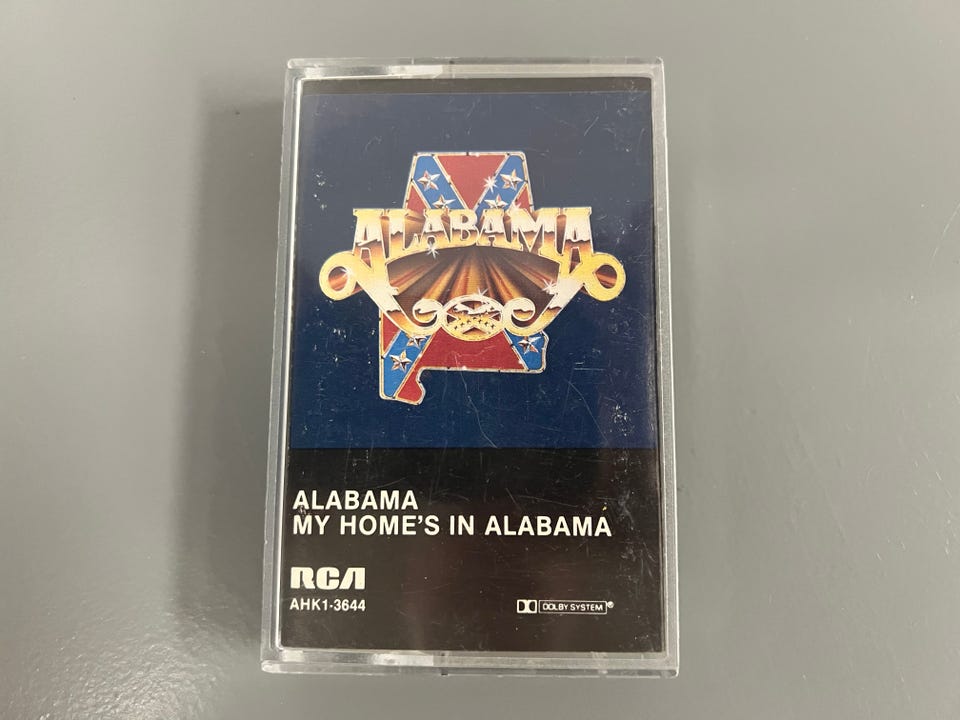 ALABAMA
ALABAMA
MY HOME'S IN ALABAMA
RCA
AHK1-3644
DOLBY SYSTEM®